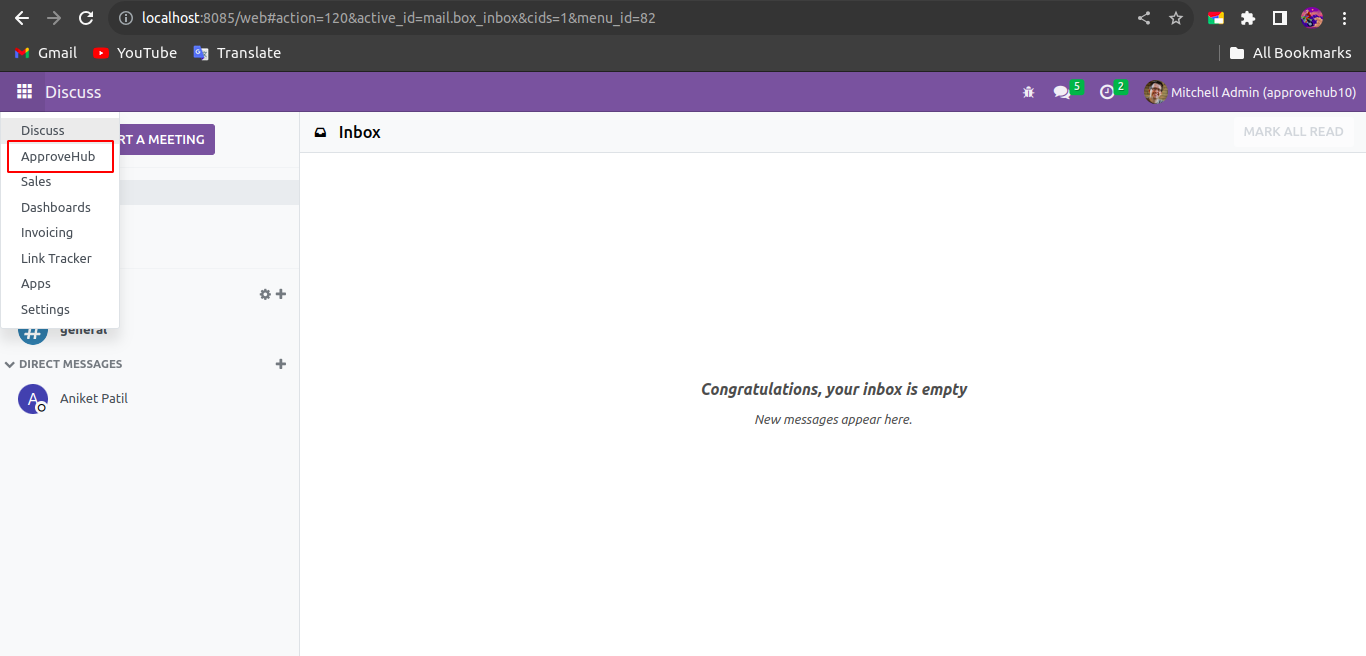 localhost:8085/web#action=120&active_id=mail.box_inbox&cids=1&menu_id=82
Gmail YouTube Translate All Bookmarks
Discuss 5 2 Mitchell Admin (approvehub10)
Discuss
RT A MEETING
Inbox
MARK ALL READ
ApproveHub
Sales
Dashboards
Invoicing
Link Tracker
Apps
Settings
# general
DIRECT MESSAGES
A Aniket Patil
Congratulations, your inbox is empty
New messages appear here.